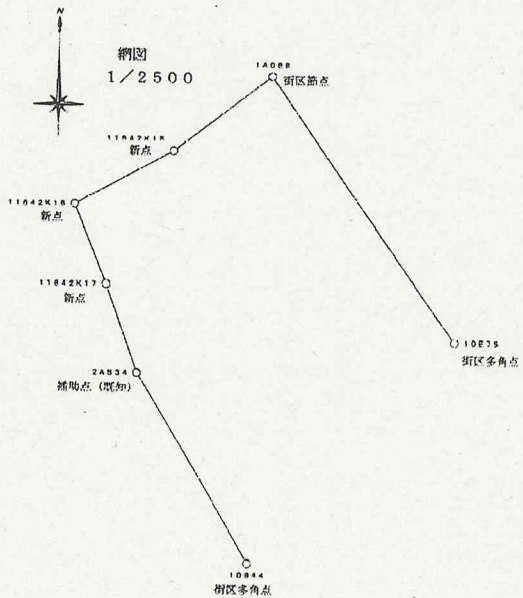 N
網図
1/2500
1A088
街区節点
11642K15
新点
11642K16
新点
11642K17
新点
2A534
補助点 (既知)
10E75
街区多角点
10844
街区多角点